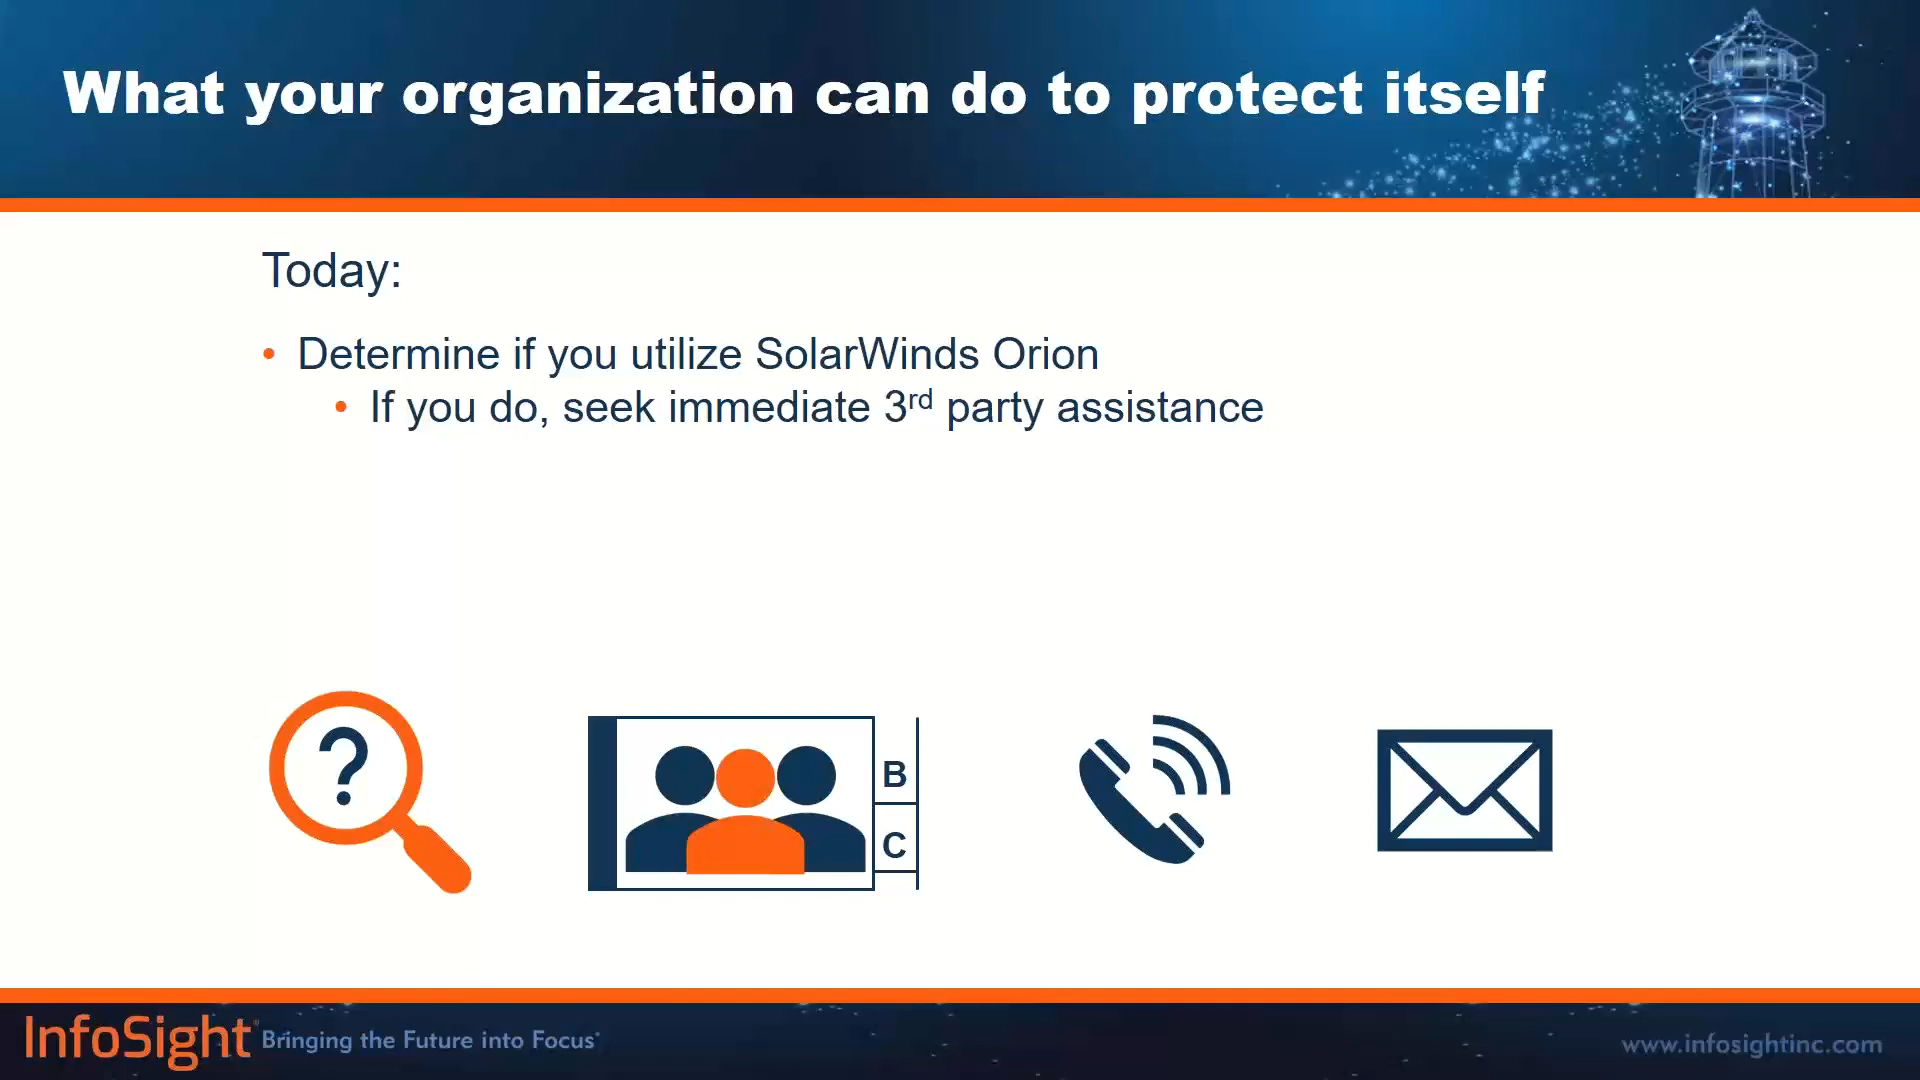 What your organization can do to protect itself
Today:
• Determine if you utilize SolarWinds Orion
• If you do, seek immediate 3rd party assistance
?
B
C
InfoSight® Bringing the Future into Focus®
www.infosightinc.com